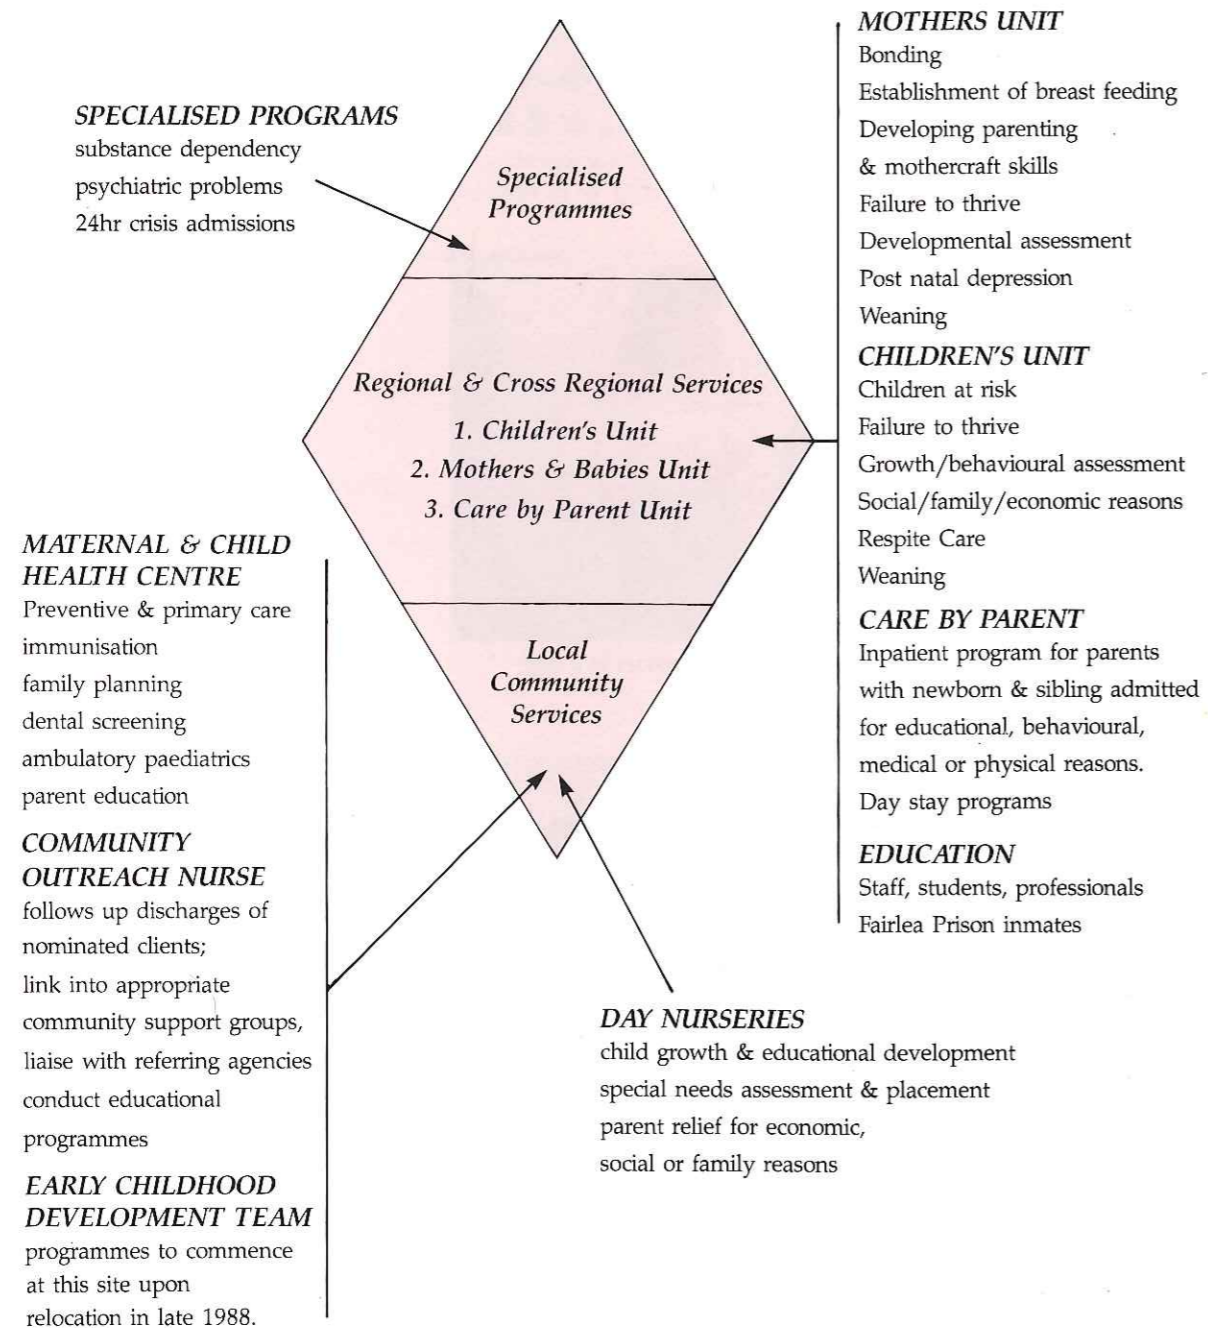 SPECIALISED PROGRAMS
substance dependency
psychiatric problems
24hr crisis admissions
Specialised
Programmes
Regional & Cross Regional Services
1. Children's Unit
2. Mothers & Babies Unit
3. Care by Parent Unit
Local
Community
Services
MOTHERS UNIT
Bonding
Establishment of breast feeding
Developing parenting
& mothercraft skills
Failure to thrive
Developmental assessment
Post natal depression
Weaning
CHILDREN'S UNIT
Children at risk
Failure to thrive
Growth/behavioural assessment
Social/family/economic reasons
Respite Care
Weaning
CARE BY PARENT
Inpatient program for parents
with newborn & sibling admitted
for educational, behavioural,
medical or physical reasons.
Day stay programs
EDUCATION
Staff, students, professionals
Fairlea Prison inmates
MATERNAL & CHILD
HEALTH CENTRE
Preventive & primary care
immunisation
family planning
dental screening
ambulatory paediatrics
parent education
COMMUNITY
OUTREACH NURSE
follows up discharges of
nominated clients;
link into appropriate
community support groups,
liaise with referring agencies
conduct educational
programmes
EARLY CHILDHOOD
DEVELOPMENT TEAM
programmes to commence
at this site upon
relocation in late 1988.
DAY NURSERIES
child growth & educational development
special needs assessment & placement
parent relief for economic,
social or family reasons